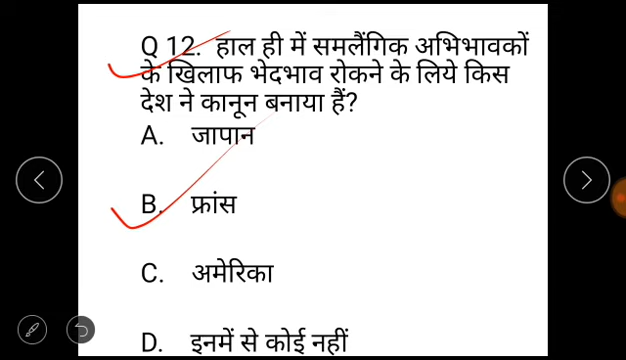 Q 12. हाल ही में समलैंगिक अभिभावकों
के खिलाफ भेदभाव रोकने के लिये किस
देश ने कानून बनाया हैं?
A. जापान
B. फ्रांस
C. अमेरिका
D. इनमें से कोई नहीं